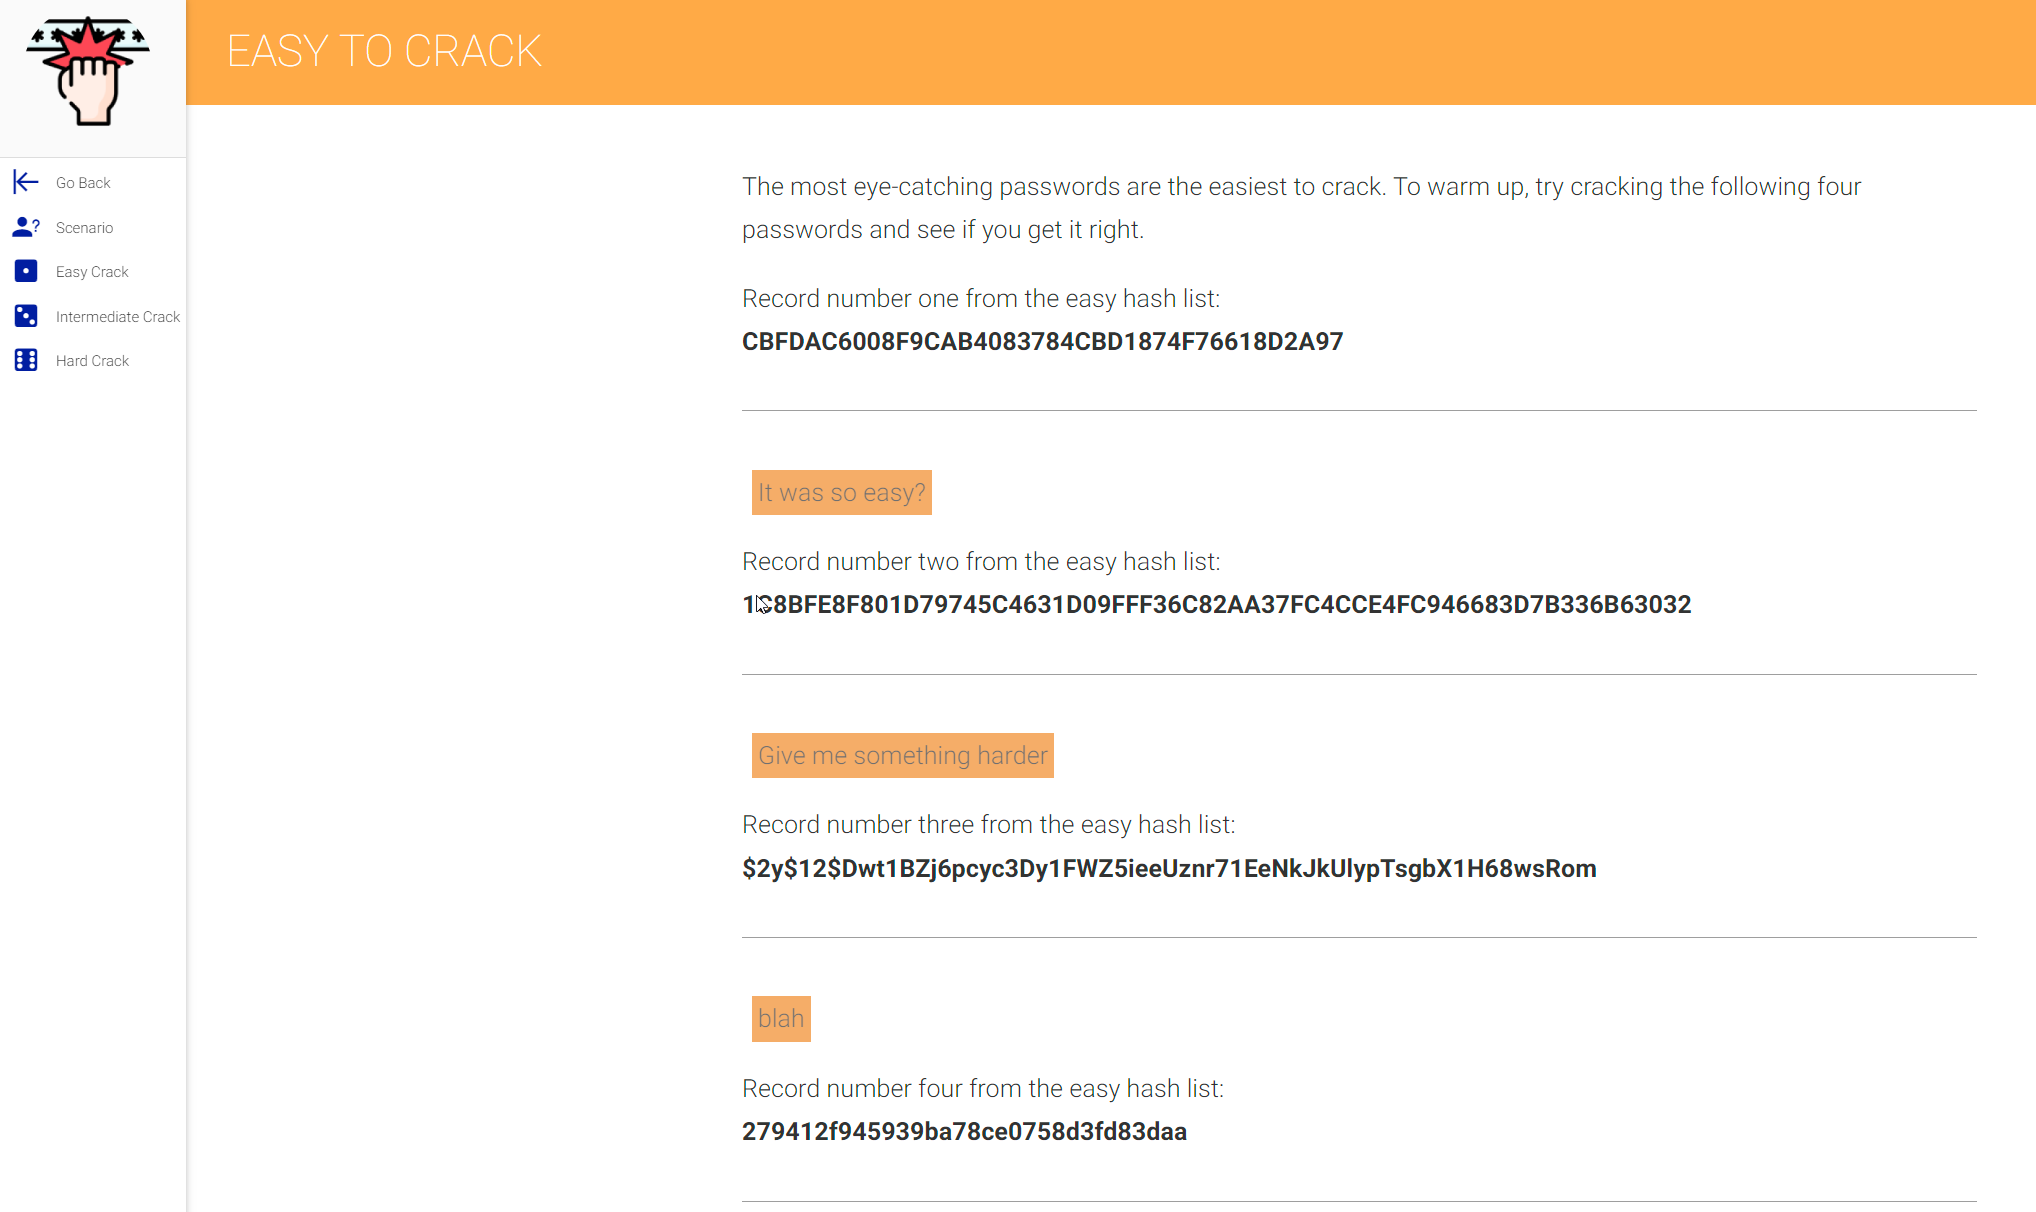 EASY TO CRACK
Go Back
Scenario
Easy Crack
Intermediate Crack
Hard Crack
The most eye-catching passwords are the easiest to crack. To warm up, try cracking the following four
passwords and see if you get it right.
Record number one from the easy hash list:
CBFDAC6008F9CAB4083784CBD1874F76618D2A97
It was so easy?
Record number two from the easy hash list:
1C8BFE8F801D79745C4631D09FFF36C82AA37FC4CCE4FC946683D7B336B63032
Give me something harder
Record number three from the easy hash list:
$2y$12$Dwt1BZj6pcyc3Dy1FWZ5ieeUznr71EeNkJkUlypTsgbX1H68wsRom
blah
Record number four from the easy hash list:
279412f945939ba78ce0758d3fd83daa